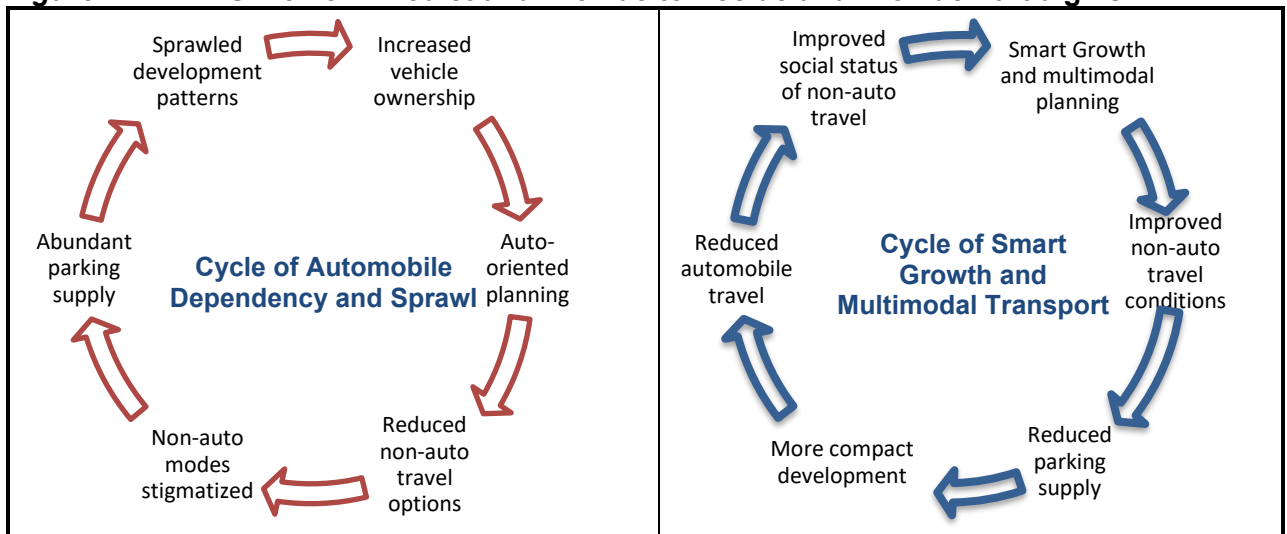 Sprawled
development
patterns
Increased
vehicle
ownership
Auto-
oriented
planning
Reduced
non-auto
travel
options
Non-auto
modes
stigmatized
Abundant
parking
supply
Cycle of Automobile
Dependency and Sprawl
Improved
social status
of non-auto
travel
Smart Growth
and multimodal
planning
Improved
non-auto
travel
conditions
Reduced
parking
supply
More compact
development
Reduced
automobile
travel
Cycle of Smart
Growth and
Multimodal Transport